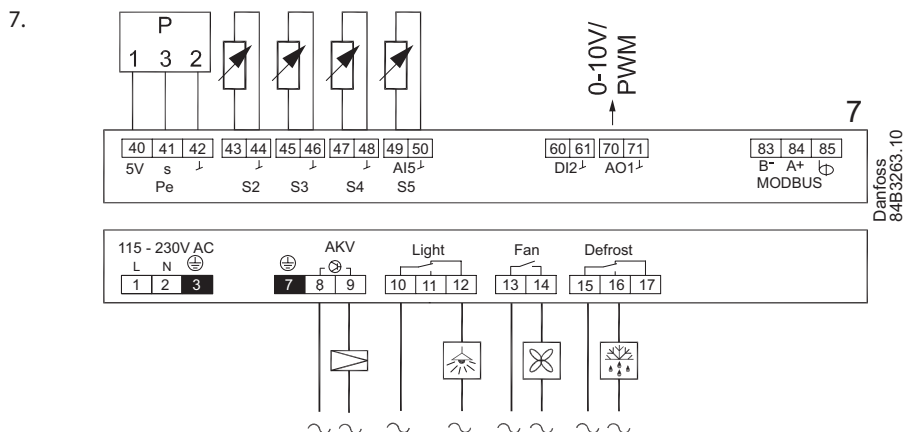 7.
P
1 3 2
0-10V/
PWM
7
40 41 42 43 44 45 46 47 48 49 50 60 61 70 71 83 84 85
5V s AI5 DI2 AO1 B- A+
Pe S2 S3 S4 S5 MODBUS
Danfoss
84B3263.10
115 - 230V AC AKV Light Fan Defrost
L N
1 2 3 7 8 9 10 11 12 13 14 15 16 17